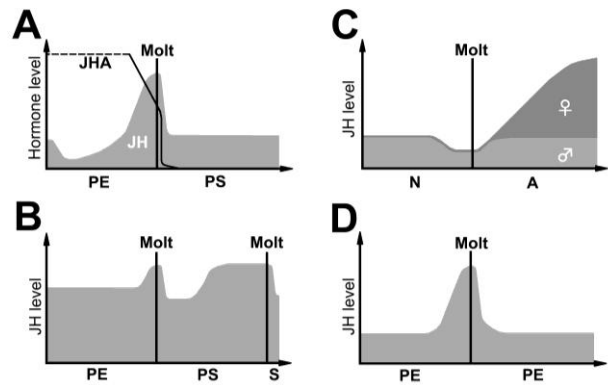 A
Hormone level
JHA
Molt
JH
PE
PS
C
JH level
Molt
♀
♂
N
A
B
JH level
Molt
Molt
PE
PS
S
D
JH level
Molt
PE
PE